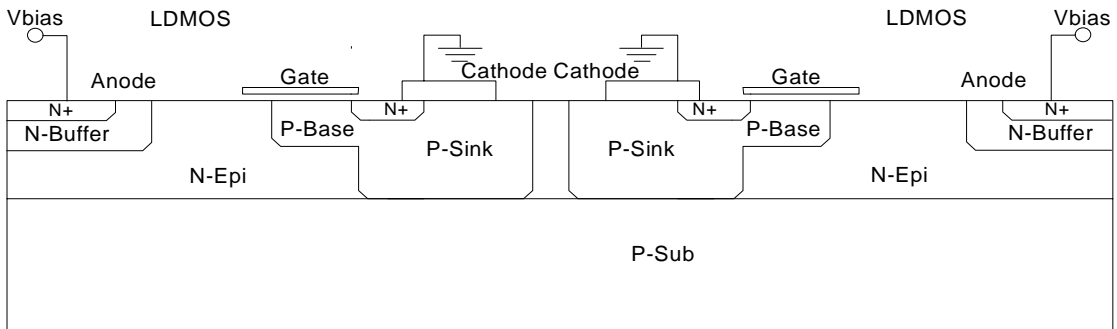 Vbias LDMOS LDMOS Vbias
Anode Gate Cathode Cathode Gate Anode
N+ N+ N+ N+
N-Buffer P-Base P-Base N-Buffer
P-Sink P-Sink
N-Epi N-Epi
P-Sub